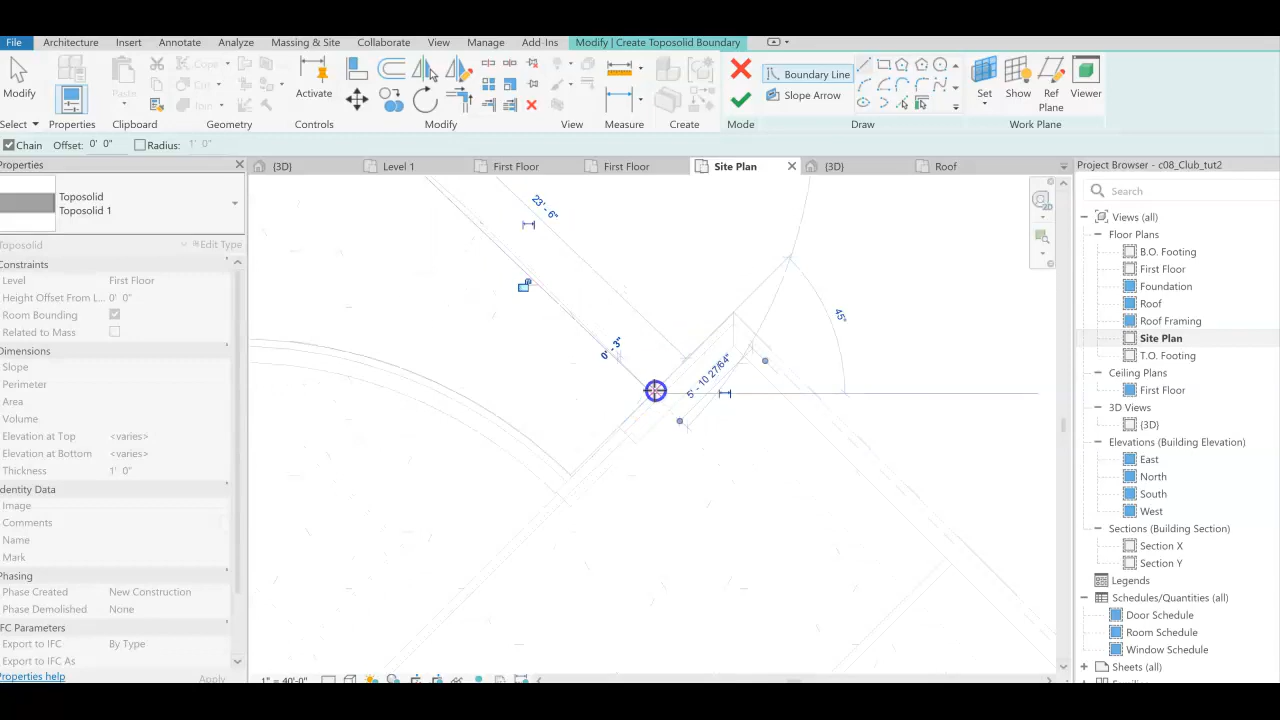 File Architecture Insert Annotate Analyze Massing & Site Collaborate View Manage Add-Ins Modify | Create Toposolid Boundary
Modify Paste Cope Cut Join Activate Boundary Line Slope Arrow Set Show Ref Plane Viewer
Select Properties Clipboard Geometry Controls Modify View Measure Create Mode Draw Work Plane
Chain Offset: 0' 0" Radius: 1' 0"
Properties
{3D} Level 1 First Floor First Floor Site Plan {3D} Roof
Project Browser - c08_Club_tut2
Toposolid
Toposolid 1
Toposolid Edit Type
Constraints
Level First Floor
Height Offset From L... 0' 0"
Room Bounding
Related to Mass
Dimensions
Slope
Perimeter
Area
Volume
Elevation at Top <varies>
Elevation at Bottom <varies>
Thickness 1' 0"
Identity Data
Image
Comments
Name
Mark
Phasing
Phase Created New Construction
Phase Demolished None
IFC Parameters
Export to IFC By Type
Export to IFC As
Properties help Apply
23' - 6"
0' - 3"
5' - 10 27/64"
45°
1" = 40'-0"
Search
Views (all)
Floor Plans
B.O. Footing
First Floor
Foundation
Roof
Roof Framing
Site Plan
T.O. Footing
Ceiling Plans
First Floor
3D Views
{3D}
Elevations (Building Elevation)
East
North
South
West
Sections (Building Section)
Section X
Section Y
Legends
Schedules/Quantities (all)
Door Schedule
Room Schedule
Window Schedule
Sheets (all)